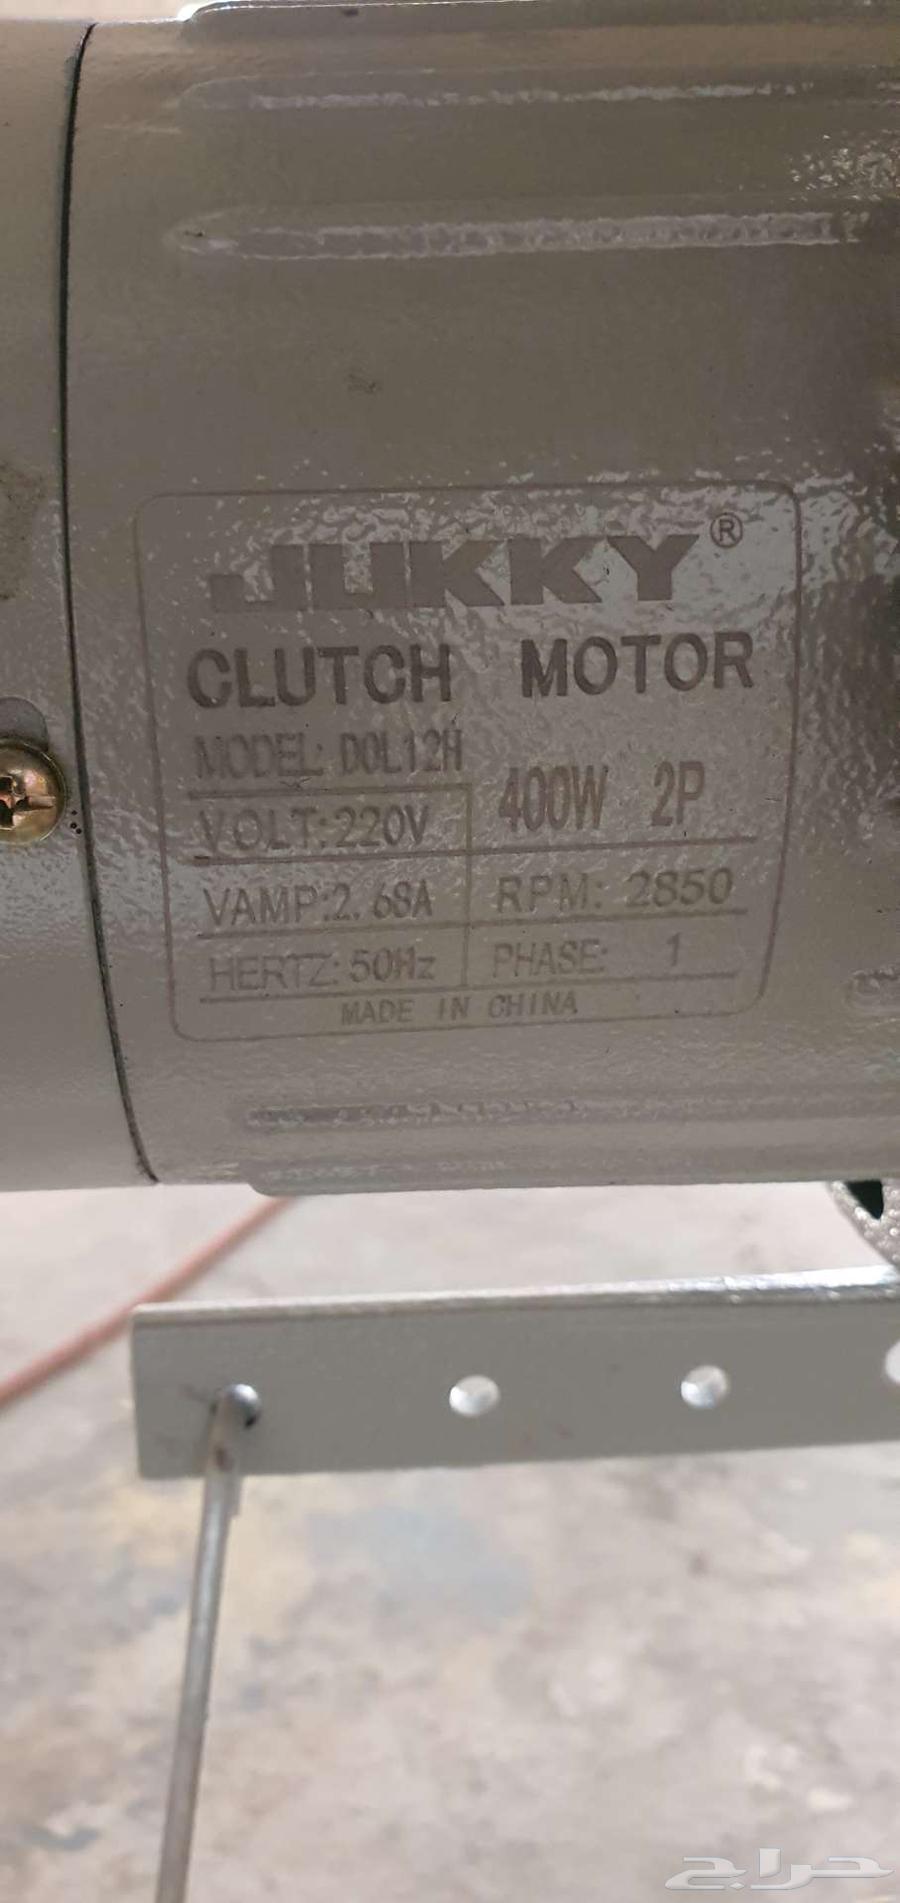 JUKKY®
CLUTCH MOTOR
MODEL: DOL12H
400W 2P
VOLT:220V
VAMP:2.68A
RPM: 2850
HERTZ:50Hz
PHASE: 1
MADE IN CHINA
حراج